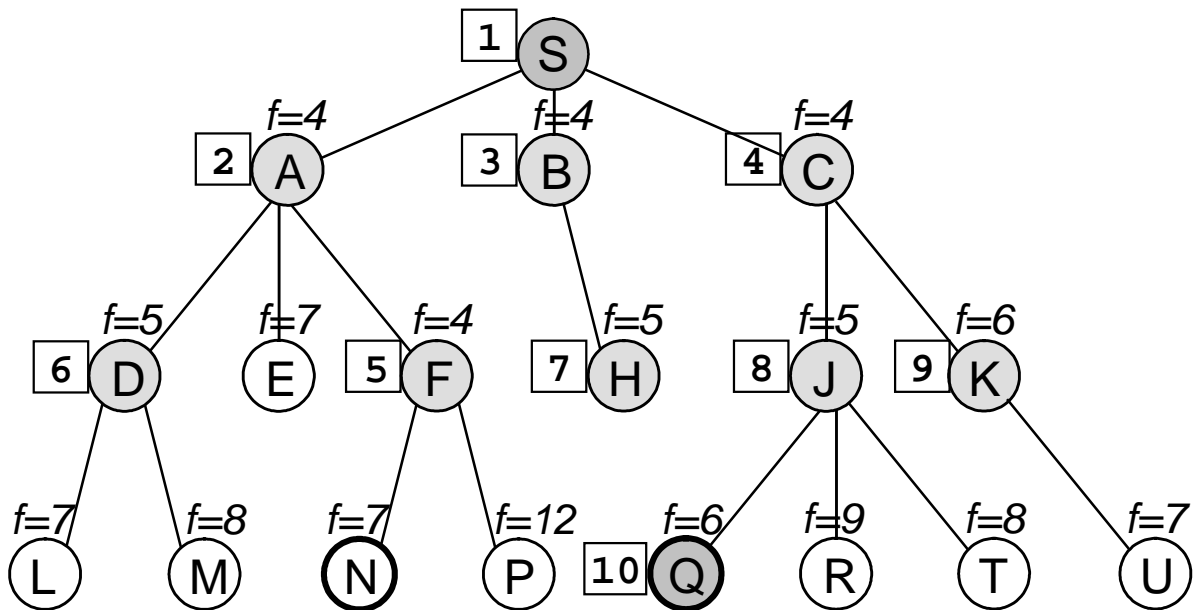 1 S
f=4 f=4 f=4
2 A 3 B 4 C
f=5 f=7 f=4 f=5 f=5 f=6
6 D E 5 F 7 H 8 J 9 K
f=7 f=8 f=7 f=12 f=6 f=9 f=8 f=7
L M N P 10 Q R T U